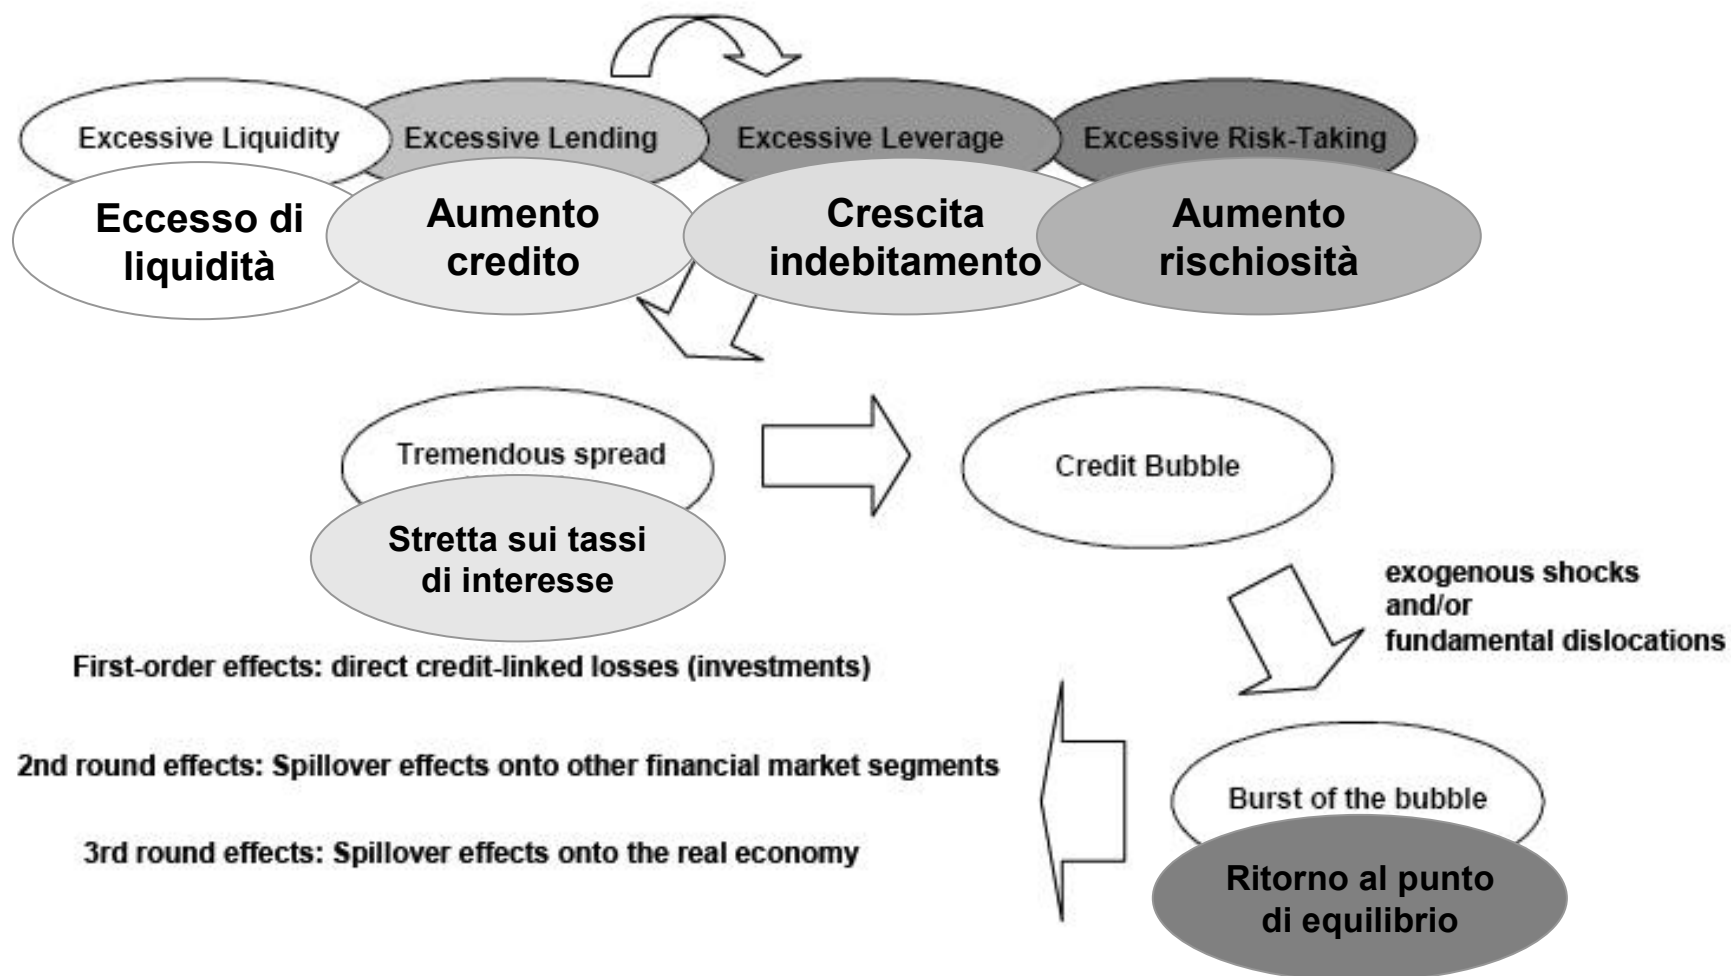 Excessive Liquidity
Excessive Lending
Excessive Leverage
Excessive Risk-Taking
Eccesso di
liquidità
Aumento
credito
Crescita
indebitamento
Aumento
rischiosità
Tremendous spread
Stretta sui tassi
di interesse
Credit Bubble
exogenous shocks
and/or
fundamental dislocations
First-order effects: direct credit-linked losses (investments)
2nd round effects: Spillover effects onto other financial market segments
3rd round effects: Spillover effects onto the real economy
Burst of the bubble
Ritorno al punto
di equilibrio